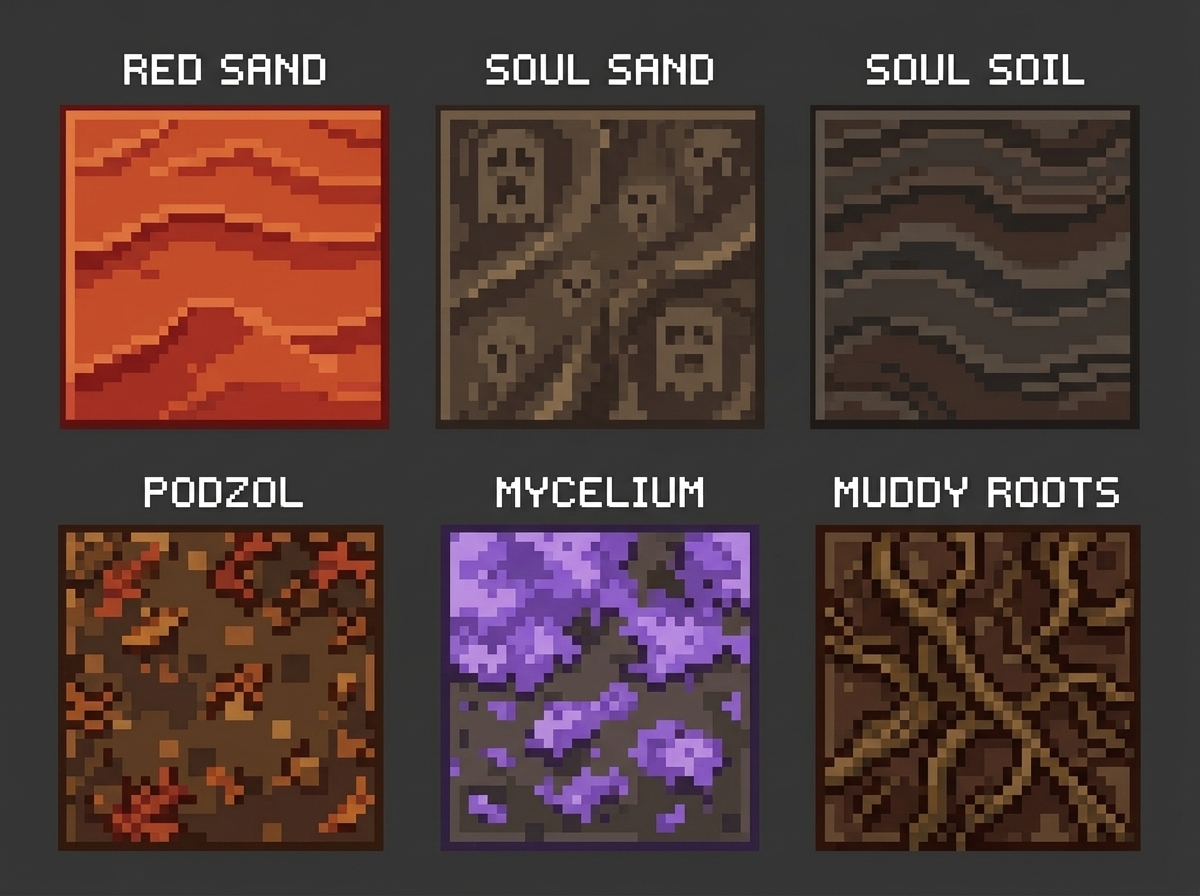 RED SAND
SOUL SAND
SOUL SOIL
PODZOL
MYCELIUM
MUDDY ROOTS